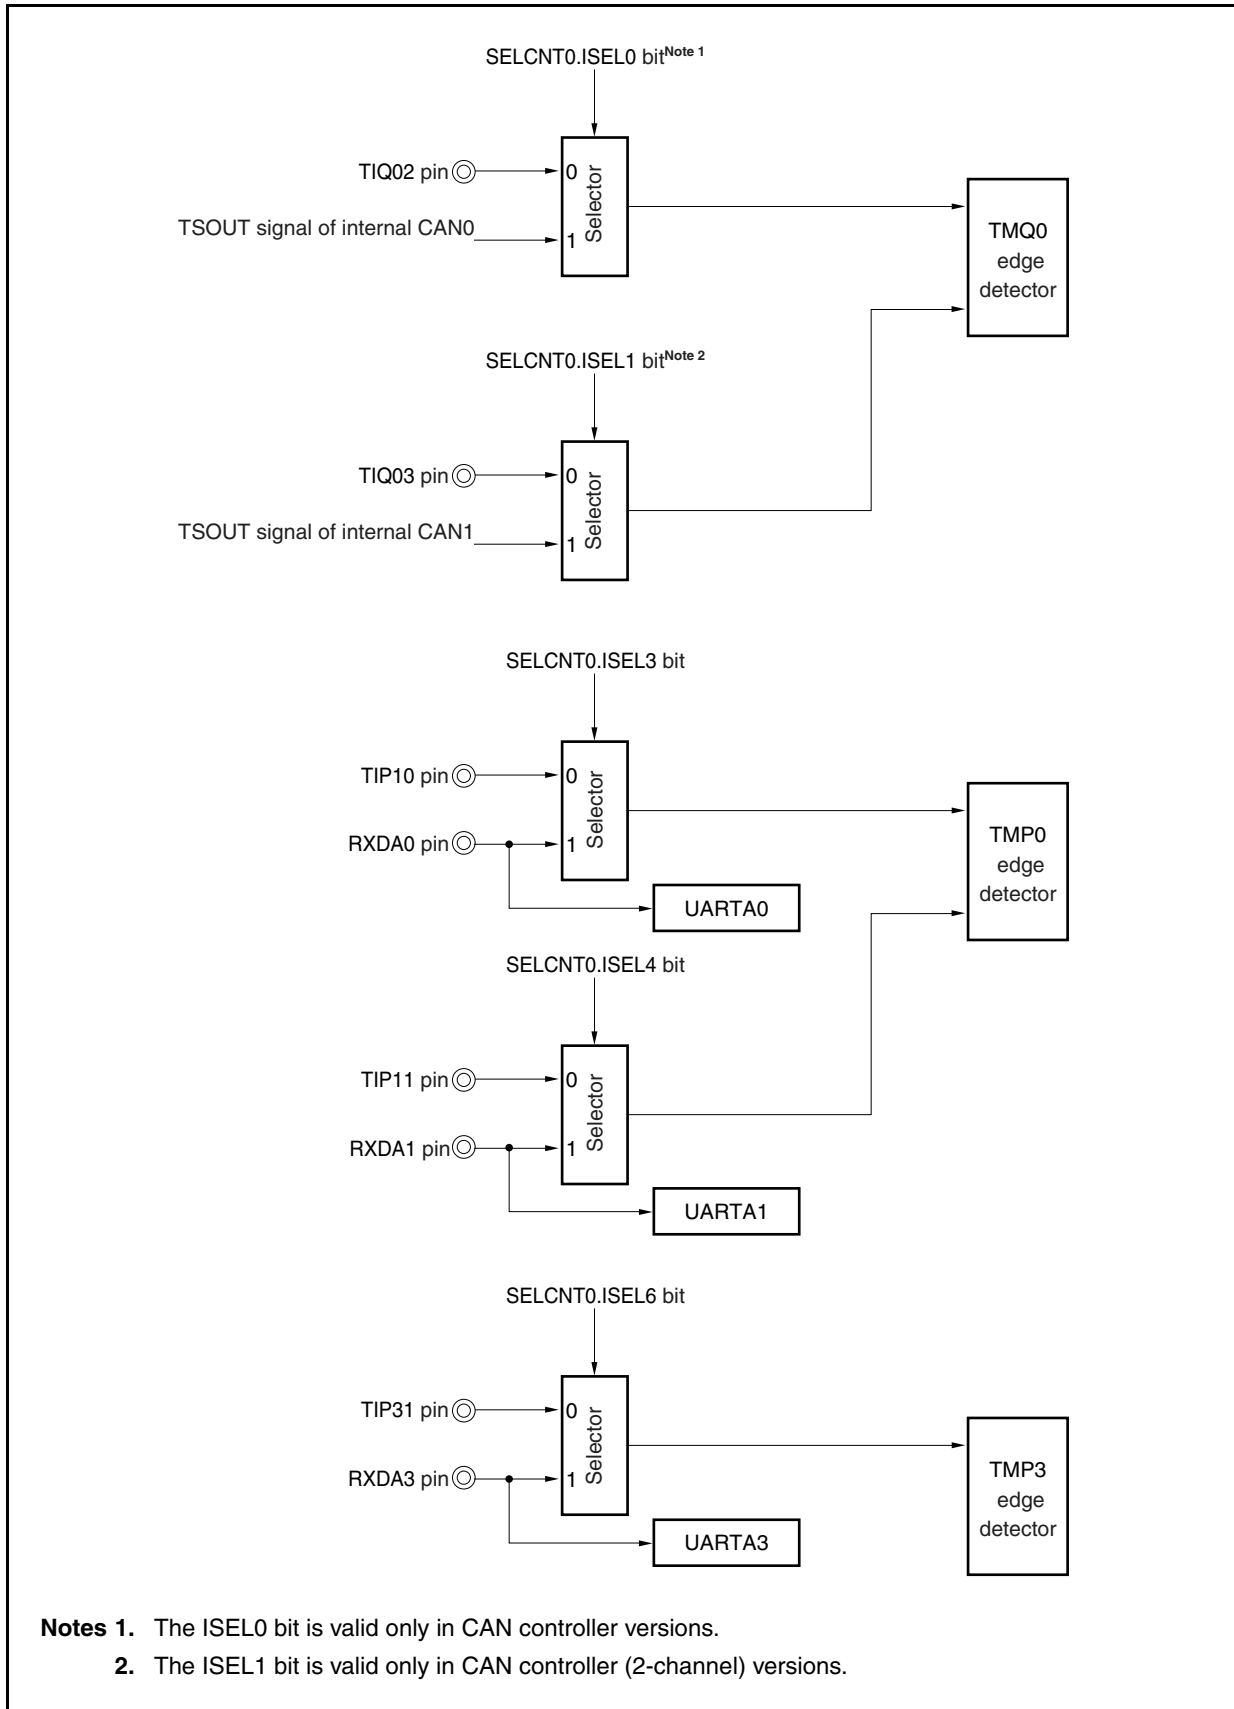 SELCNT0.ISEL0 bitNote 1
TIQ02 pin
0
Selector
TSOUT signal of internal CAN0
1
TMQ0
edge
detector
SELCNT0.ISEL1 bitNote 2
TIQ03 pin
0
Selector
TSOUT signal of internal CAN1
1
SELCNT0.ISEL3 bit
TIP10 pin
0
Selector
RXDA0 pin
1
TMP0
edge
detector
UARTA0
SELCNT0.ISEL4 bit
TIP11 pin
0
Selector
RXDA1 pin
1
UARTA1
SELCNT0.ISEL6 bit
TIP31 pin
0
Selector
RXDA3 pin
1
TMP3
edge
detector
UARTA3
Notes 1. The ISEL0 bit is valid only in CAN controller versions.
2. The ISEL1 bit is valid only in CAN controller (2-channel) versions.